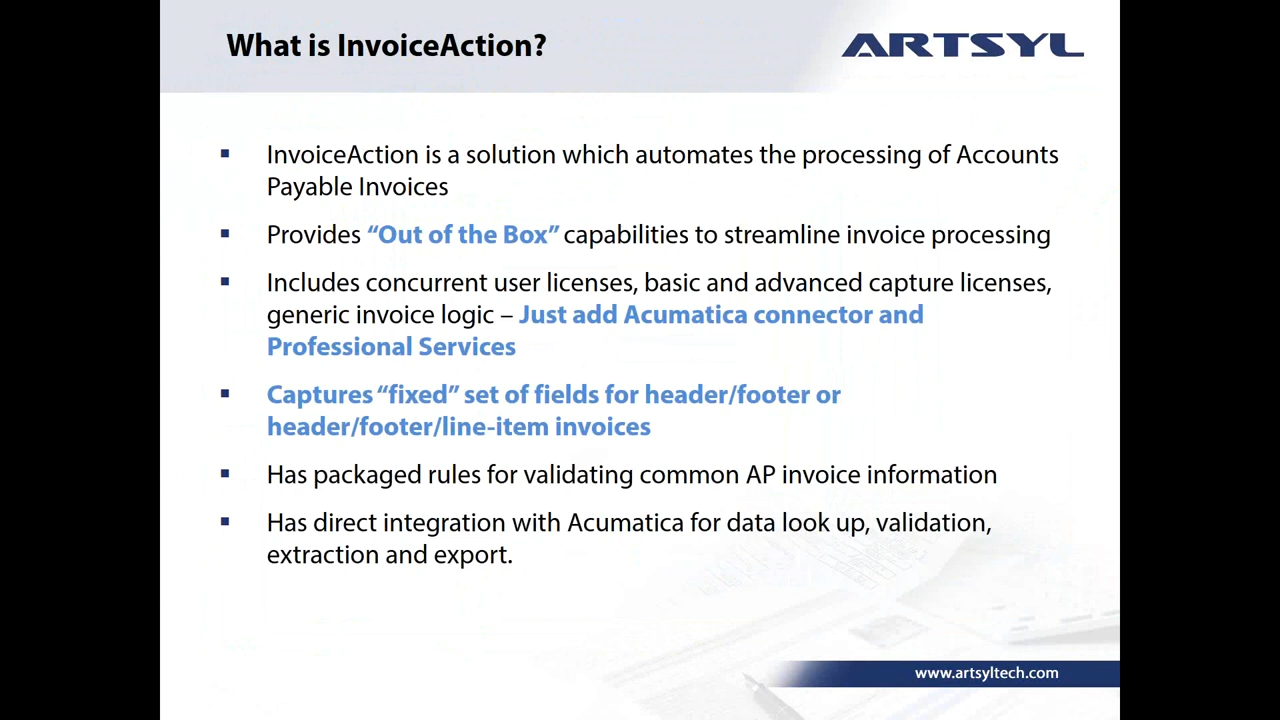 What is InvoiceAction?
ARTSYL
▪ InvoiceAction is a solution which automates the processing of Accounts
Payable Invoices
▪ Provides “Out of the Box” capabilities to streamline invoice processing
▪ Includes concurrent user licenses, basic and advanced capture licenses,
generic invoice logic – Just add Acumatica connector and
Professional Services
▪ Captures “fixed” set of fields for header/footer or
header/footer/line-item invoices
▪ Has packaged rules for validating common AP invoice information
▪ Has direct integration with Acumatica for data look up, validation,
extraction and export.
www.artsyltech.com